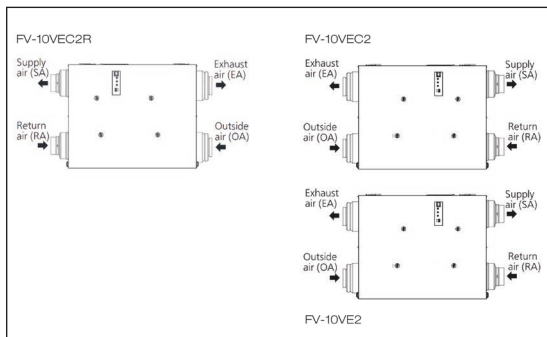 FV-10VEC2R
Supply
air (SA)
Exhaust
air (EA)
Return
air (RA)
Outside
air (OA)
FV-10VEC2
Exhaust
air (EA)
Supply
air (SA)
Outside
air (OA)
Return
air (RA)
Exhaust
air (EA)
Supply
air (SA)
Outside
air (OA)
Return
air (RA)
FV-10VE2